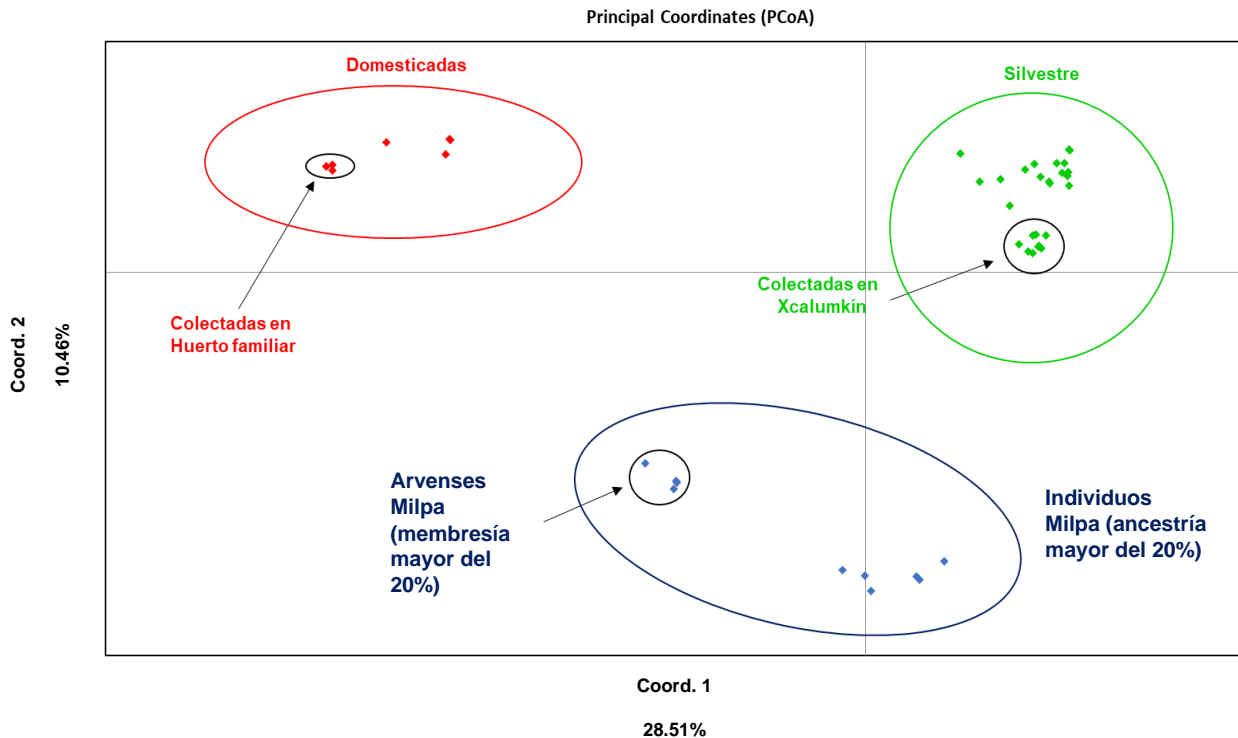 Principal Coordinates (PCoA)
Domesticadas
Silvestre
Colectadas en
Xcalumkín
Colectadas en
Huerto familiar
Coord. 2
10.46%
Arvenses
Milpa
(membresía
mayor del
20%)
Individuos
Milpa (ancestría
mayor del 20%)
Coord. 1
28.51%